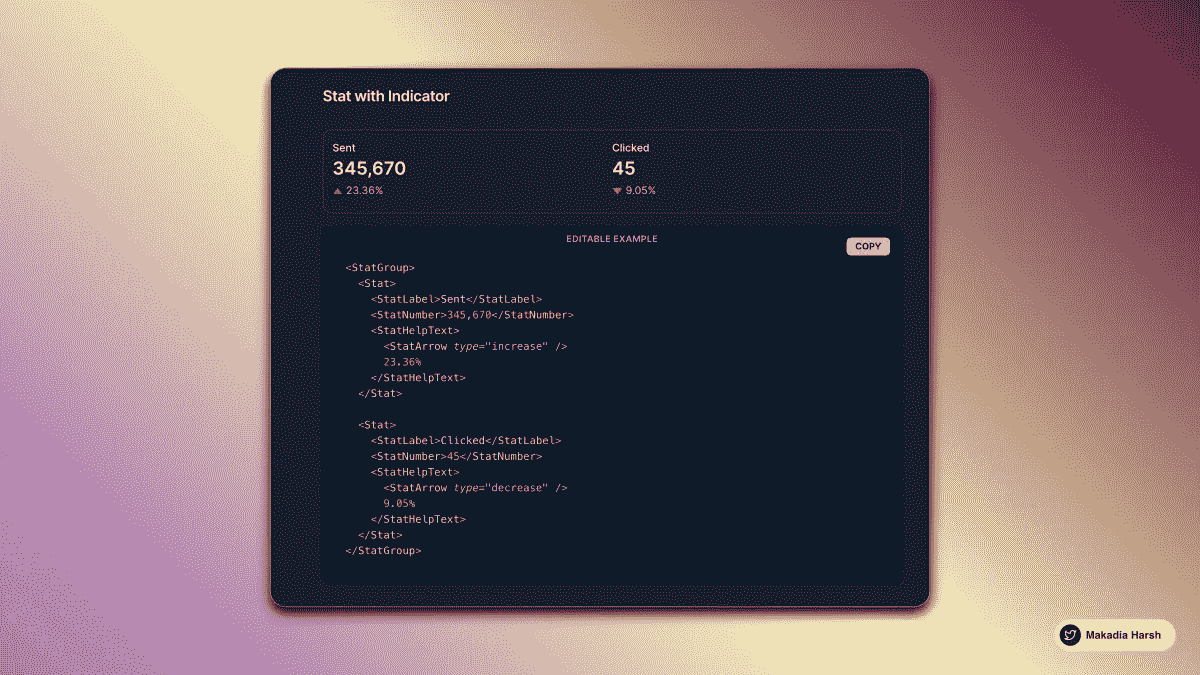 Stat with Indicator
Sent
345,670
23.36%
Clicked
45
9.05%
EDITABLE EXAMPLE
COPY
<StatGroup>
  <Stat>
    <StatLabel>Sent</StatLabel>
    <StatNumber>345,670</StatNumber>
    <StatHelpText>
      <StatArrow type="increase" />
      23.36%
    </StatHelpText>
  </Stat>
  <Stat>
    <StatLabel>Clicked</StatLabel>
    <StatNumber>45</StatNumber>
    <StatHelpText>
      <StatArrow type="decrease" />
      9.05%
    </StatHelpText>
  </Stat>
</StatGroup>
Makadia Harsh